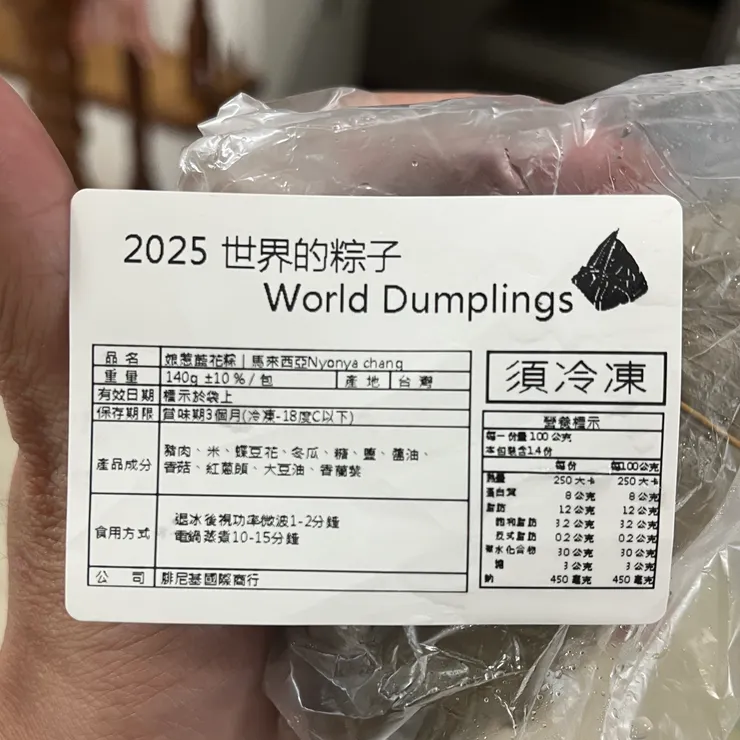 2025 世界的粽子
World Dumplings
品名 娘惹藍花粽 | 馬來西亞Nyonya chang
重量 140g ±10 % / 包 產地 台灣
有效日期 標示於袋上
保存期限 賞味期3個月(冷凍-18度C以下)
產品成分 豬肉、米、蝶豆花、冬瓜、糖、鹽、醬油、
香菇、紅蔥頭、大豆油、香蘭葉
食用方式 退冰後視功率微波1-2分鐘
電鍋蒸煮10-15分鐘
公司 腓尼基國際商行
須冷凍
營養標示
每一份量 100 公克
本包裝含1.4份
每份 每100公克
熱量 250 大卡 250 大卡
蛋白質 8 公克 8 公克
脂肪 12 公克 12 公克
飽和脂肪 3.2 公克 3.2 公克
反式脂肪 0.2 公克 0.2 公克
碳水化合物 30 公克 30 公克
糖 3 公克 3 公克
鈉 450 毫克 450 毫克